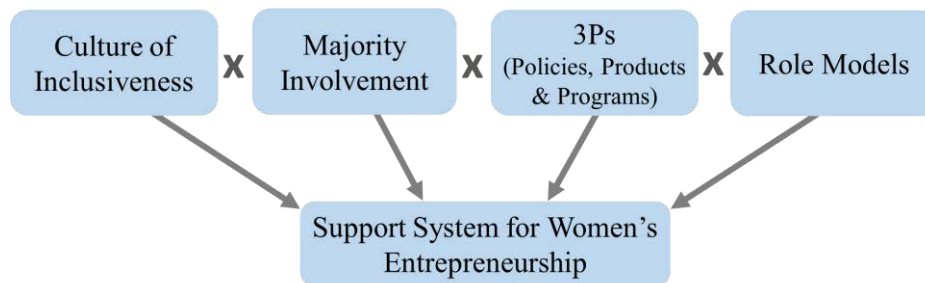 Culture of
Inclusiveness
X
Majority
Involvement
X
3Ps
(Policies, Products
& Programs)
X
Role Models
Support System for Women’s
Entrepreneurship